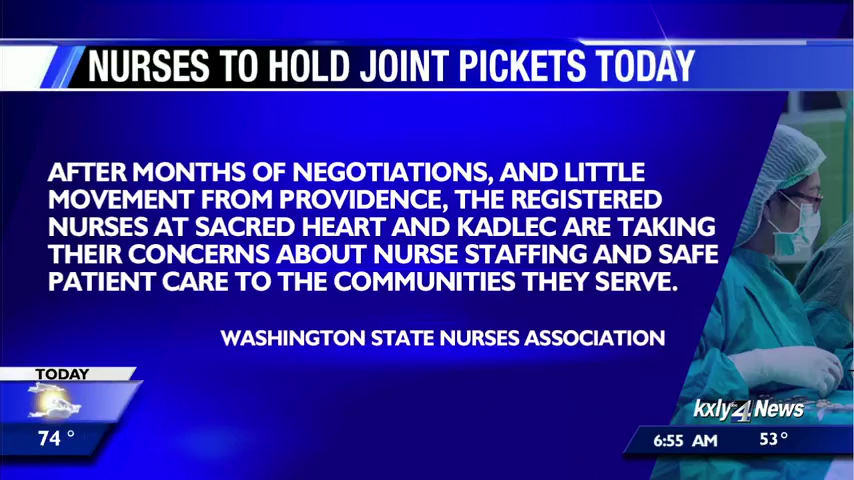 NURSES TO HOLD JOINT PICKETS TODAY
AFTER MONTHS OF NEGOTIATIONS, AND LITTLE
MOVEMENT FROM PROVIDENCE, THE REGISTERED
NURSES AT SACRED HEART AND KADLEC ARE TAKING
THEIR CONCERNS ABOUT NURSE STAFFING AND SAFE
PATIENT CARE TO THE COMMUNITIES THEY SERVE.
WASHINGTON STATE NURSES ASSOCIATION
TODAY
74°
kxly 4 News
6:55 AM 53°